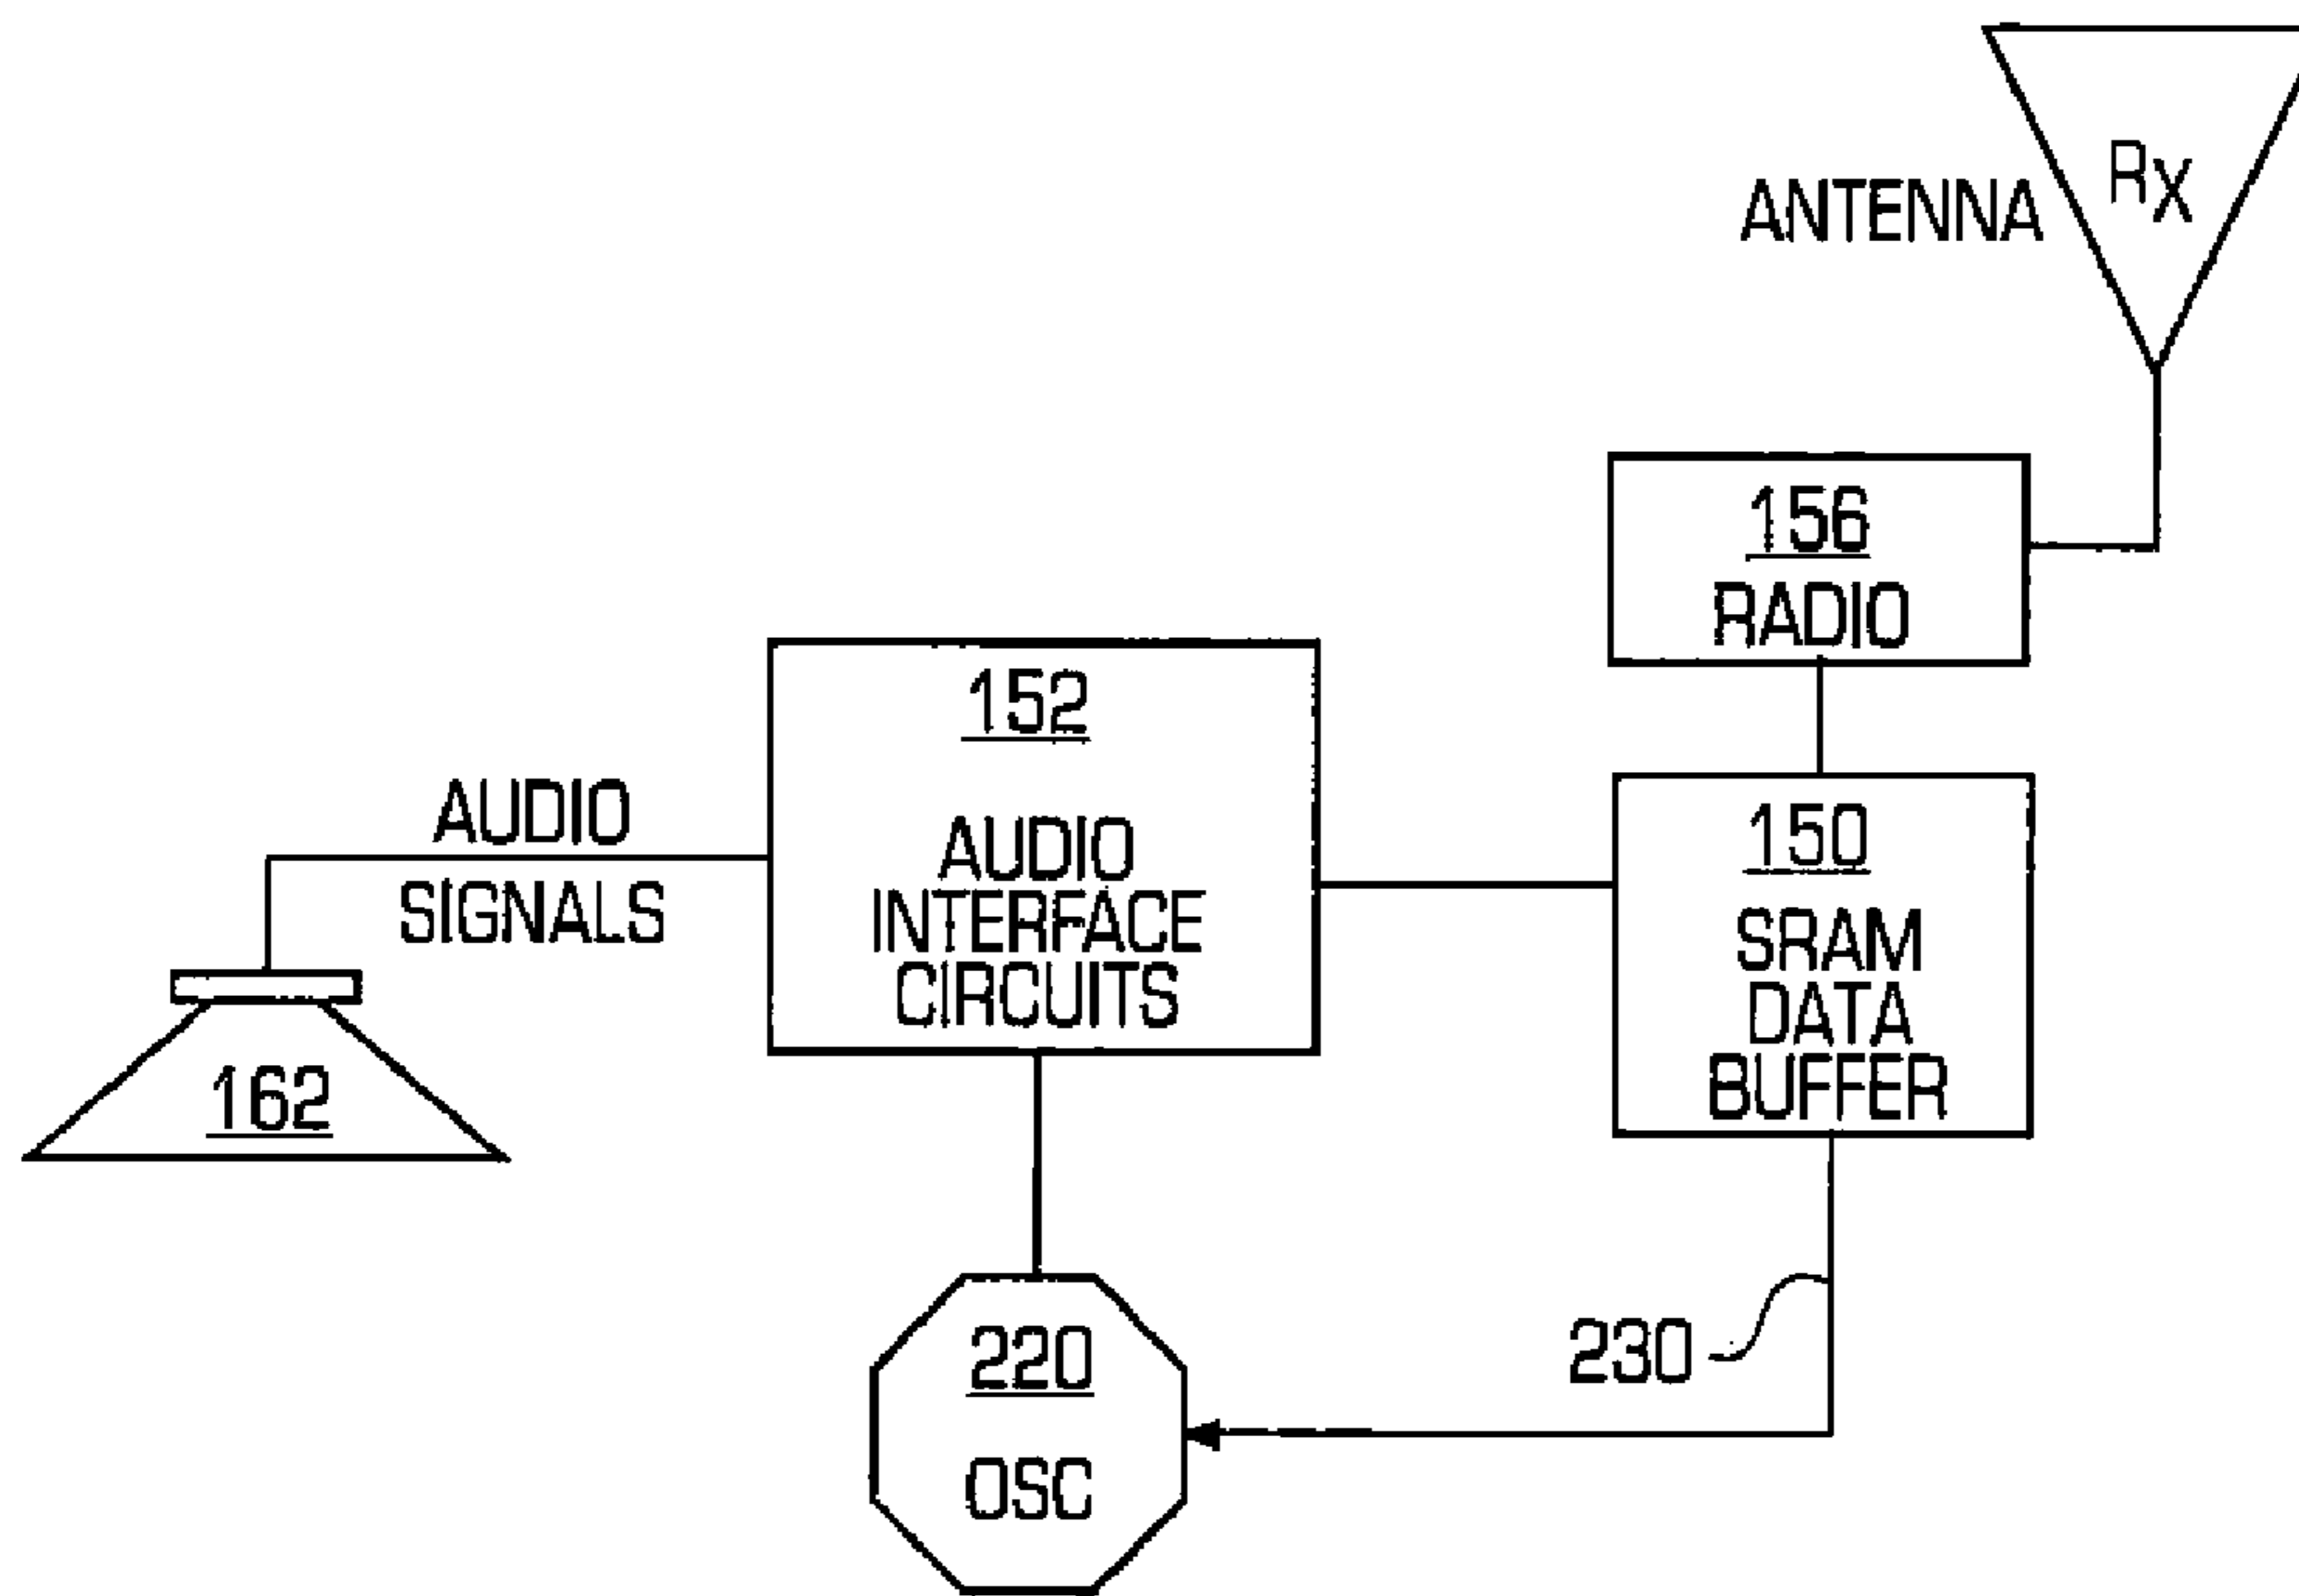 Rx
ANTENNA
156
RADIO
152
AUDIO
INTERFACE
CIRCUITS
AUDIO
SIGNALS
150
SRAM
DATA
BUFFER
162
220
OSC
230